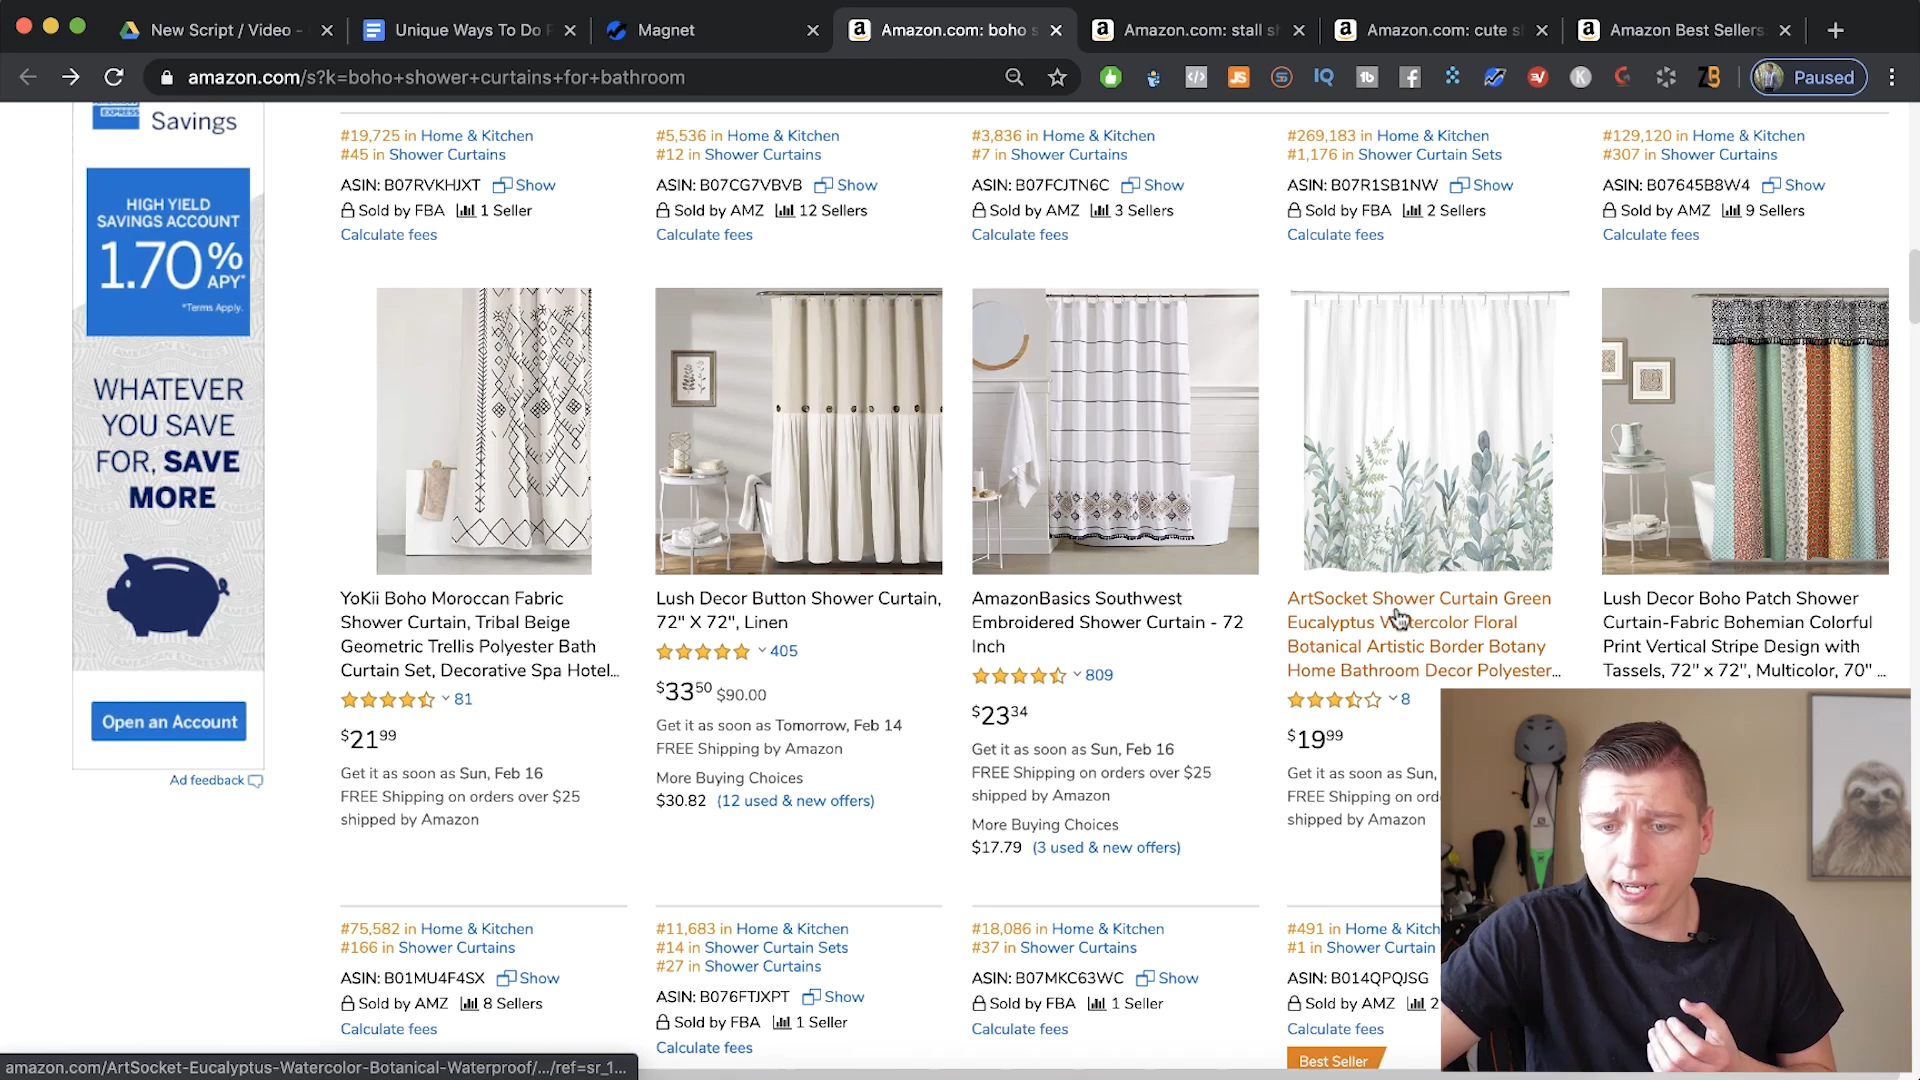 New Script / Video -
Unique Ways To Do
Magnet
Amazon.com: boho s
Amazon.com: stall sh
Amazon.com: cute s
Amazon Best Sellers
amazon.com/s?k=boho+shower+curtains+for+bathroom
Paused
EXPRESS
Savings
HIGH YIELD
SAVINGS ACCOUNT
1.70% APY*
*Terms Apply.
WHATEVER
YOU SAVE
FOR, SAVE
MORE
Open an Account
Ad feedback
#19,725 in Home & Kitchen
#45 in Shower Curtains
ASIN: B07RVKHJXT Show
Sold by FBA 1 Seller
Calculate fees
#5,536 in Home & Kitchen
#12 in Shower Curtains
ASIN: B07CG7VBVB Show
Sold by AMZ 12 Sellers
Calculate fees
#3,836 in Home & Kitchen
#7 in Shower Curtains
ASIN: B07FCJTN6C Show
Sold by AMZ 3 Sellers
Calculate fees
#269,183 in Home & Kitchen
#1,176 in Shower Curtain Sets
ASIN: B07R1SB1NW Show
Sold by FBA 2 Sellers
Calculate fees
#129,120 in Home & Kitchen
#307 in Shower Curtains
ASIN: B07645B8W4 Show
Sold by AMZ 9 Sellers
Calculate fees
YoKii Boho Moroccan Fabric
Shower Curtain, Tribal Beige
Geometric Trellis Polyester Bath
Curtain Set, Decorative Spa Hotel...
81
$2199
Get it as soon as Sun, Feb 16
FREE Shipping on orders over $25
shipped by Amazon
Lush Decor Button Shower Curtain,
72" X 72", Linen
405
$3350 $90.00
Get it as soon as Tomorrow, Feb 14
FREE Shipping by Amazon
More Buying Choices
$30.82 (12 used & new offers)
AmazonBasics Southwest
Embroidered Shower Curtain - 72
Inch
809
$2334
Get it as soon as Sun, Feb 16
FREE Shipping on orders over $25
shipped by Amazon
More Buying Choices
$17.79 (3 used & new offers)
ArtSocket Shower Curtain Green
Eucalyptus Watercolor Floral
Botanical Artistic Border Botany
Home Bathroom Decor Polyester...
8
$1999
Get it as soon as Sun,
FREE Shipping on ord
shipped by Amazon
Lush Decor Boho Patch Shower
Curtain-Fabric Bohemian Colorful
Print Vertical Stripe Design with
Tassels, 72" x 72", Multicolor, 70" ...
#75,582 in Home & Kitchen
#166 in Shower Curtains
ASIN: B01MU4F4SX Show
Sold by AMZ 8 Sellers
Calculate fees
#11,683 in Home & Kitchen
#14 in Shower Curtain Sets
#27 in Shower Curtains
ASIN: B076FTJXPT Show
Sold by FBA 1 Seller
Calculate fees
#18,086 in Home & Kitchen
#37 in Shower Curtains
ASIN: B07MKC63WC Show
Sold by FBA 1 Seller
Calculate fees
#491 in Home & Kitch
#1 in Shower Curtain
ASIN: B014QPQJSG
Sold by AMZ 2
Calculate fees
Best Seller
amazon.com/ArtSocket-Eucalyptus-Watercolor-Botanical-Waterproof/.../ref=sr_1...